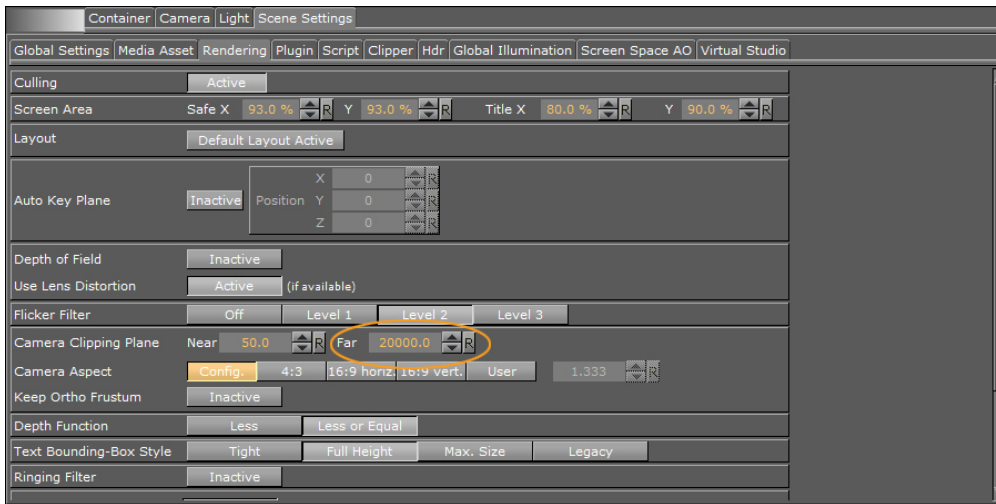 Container Camera Light Scene Settings
Global Settings Media Asset Rendering Plugin Script Clipper Hdr Global Illumination Screen Space AO Virtual Studio
Culling Active
Screen Area Safe X 93.0 % R Y 93.0 % R Title X 80.0 % R Y 90.0 % R
Layout Default Layout Active
X 0 R
Auto Key Plane Inactive Position Y 0 R
Z 0 R
Depth of Field Inactive
Use Lens Distortion Active (if available)
Flicker Filter Off Level 1 Level 2 Level 3
Camera Clipping Plane Near 50.0 R Far 20000.0 R
Camera Aspect Config. 4:3 16:9 horiz. 16:9 vert. User 1.333 R
Keep Ortho Frustum Inactive
Depth Function Less Less or Equal
Text Bounding-Box Style Tight Full Height Max. Size Legacy
Ringing Filter Inactive